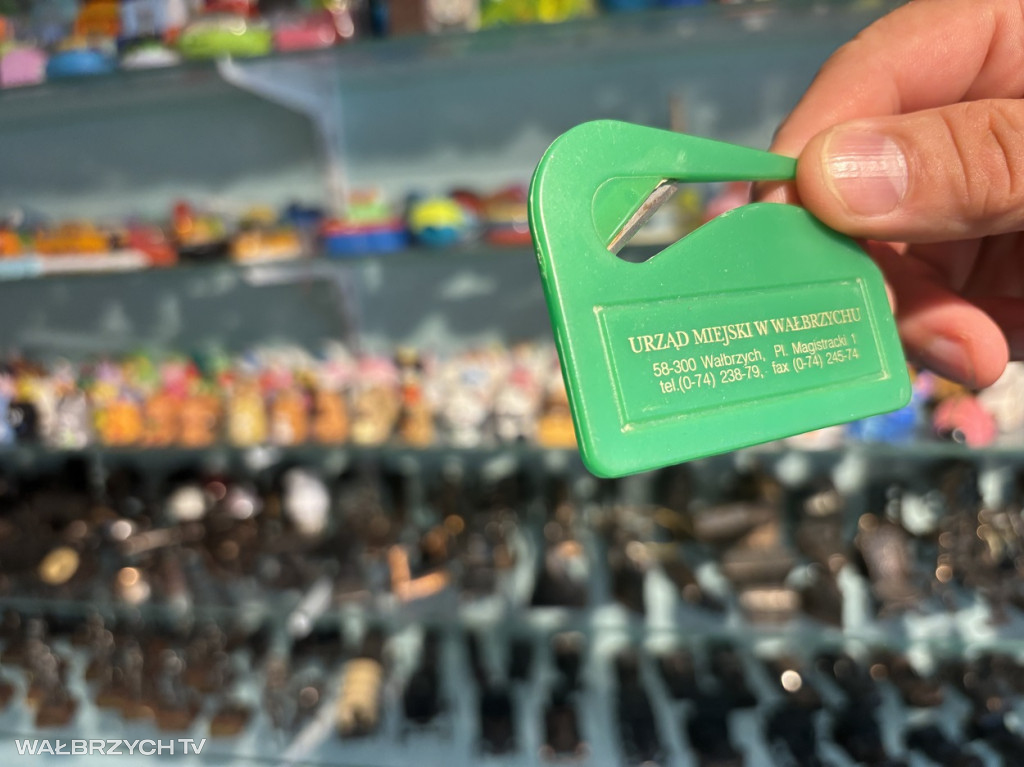 URZĄD MIEJSKI W WAŁBRZYCHU
58-300 Wałbrzych, Pl. Magistracki 1
tel.(0-74) 238-79, fax (0-74) 245-74
WAŁBRZYCH TV